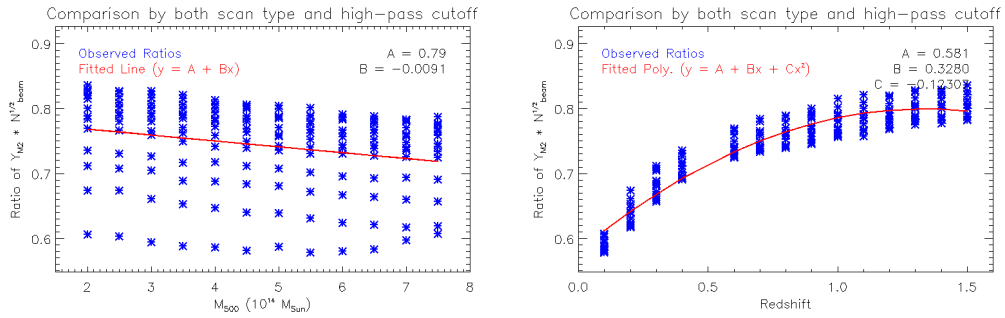 Comparison by both scan type and high-pass cutoff
Observed Ratios
Fitted Line (y = A + Bx)
A = 0.79
B = −0.0091
0.9
0.8
0.7
0.6
Ratio of Y_M2 * N^1/2_beam
2 3 4 5 6 7 8
M_500 (10^14 M_Sun)
Comparison by both scan type and high-pass cutoff
Observed Ratios
Fitted Poly. (y = A + Bx + Cx²)
A = 0.581
B = 0.3280
C = −0.12305
0.9
0.8
0.7
0.6
Ratio of Y_M2 * N^1/2_beam
0.0 0.5 1.0 1.5
Redshift